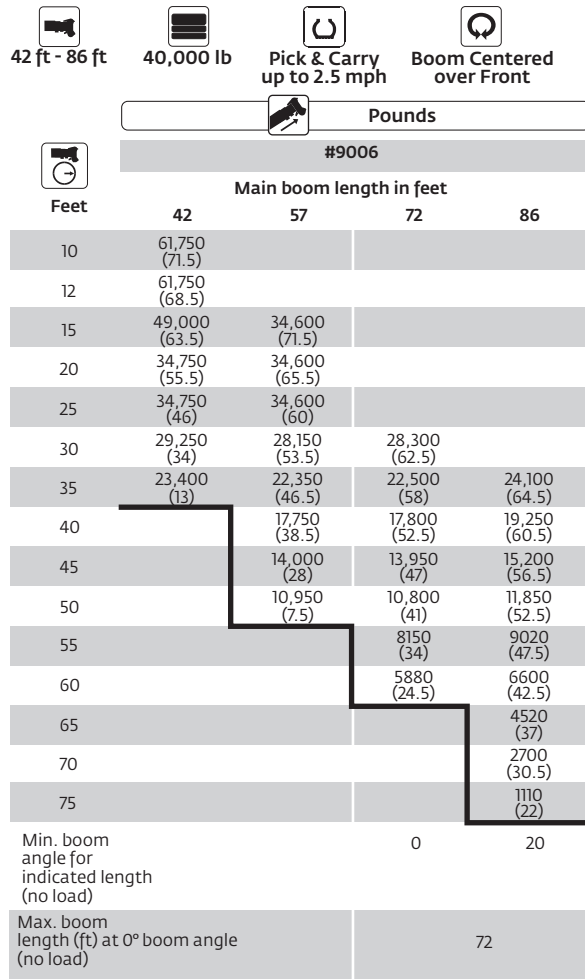 42 ft - 86 ft 40,000 lb Pick & Carry Boom Centered
up to 2.5 mph over Front
Pounds
#9006
Main boom length in feet
Feet 42 57 72 86
10 61,750
(71.5)
12 61,750
(68.5)
15 49,000 34,600
(63.5) (71.5)
20 34,750 34,600
(55.5) (65.5)
25 34,750 34,600
(46) (60)
30 29,250 28,150 28,300
(34) (53.5) (62.5)
35 23,400 22,350 22,500 24,100
(13) (46.5) (58) (64.5)
40 17,750 17,800 19,250
(38.5) (52.5) (60.5)
45 14,000 13,950 15,200
(28) (47) (56.5)
50 10,950 10,800 11,850
(7.5) (41) (52.5)
55 8150 9020
(34) (47.5)
60 5880 6600
(24.5) (42.5)
65 4520
(37)
70 2700
(30.5)
75 1110
(22)
Min. boom 0 20
angle for
indicated length
(no load)
Max. boom
length (ft) at 0° boom angle 72
(no load)